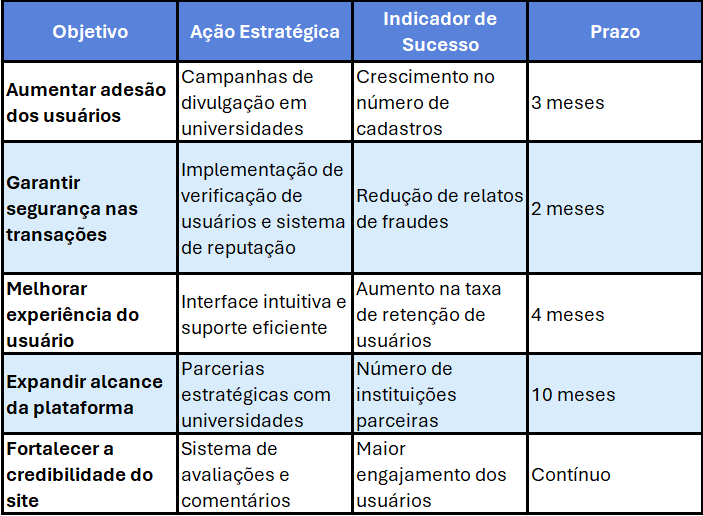 Objetivo
Ação Estratégica
Indicador de
Sucesso
Prazo
Aumentar adesão
dos usuários
Campanhas de
divulgação em
universidades
Crescimento no
número de
cadastros
3 meses
Garantir
segurança nas
transações
Implementação de
verificação de
usuários e sistema
de reputação
Redução de relatos
de fraudes
2 meses
Melhorar
experiência do
usuário
Interface intuitiva e
suporte eficiente
Aumento na taxa
de retenção de
usuários
4 meses
Expandir alcance
da plataforma
Parcerias
estratégicas com
universidades
Número de
instituições
parceiras
10 meses
Fortalecer a
credibilidade do
site
Sistema de
avaliações e
comentários
Maior
engajamento dos
usuários
Contínuo